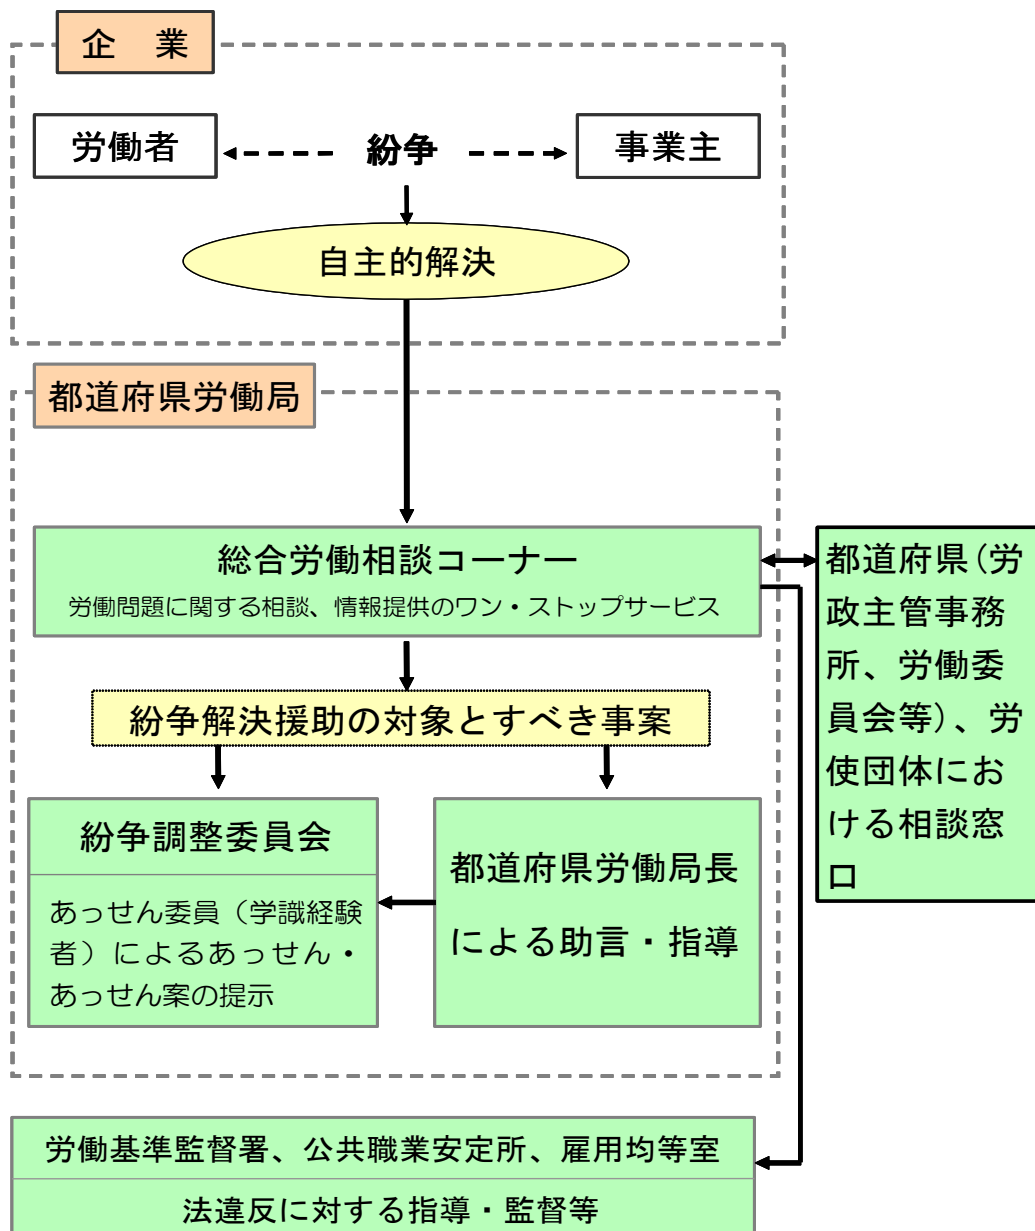 企　業
労働者
紛争
事業主
自主的解決
都道府県労働局
総合労働相談コーナー
労働問題に関する相談、情報提供のワン・ストップサービス
都道府県(労
政主管事務
所、労働委
員会等)、労
使団体にお
ける相談窓
口
紛争解決援助の対象とすべき事案
紛争調整委員会
あっせん委員（学識経験
者）によるあっせん・
あっせん案の提示
都道府県労働局長
による助言・指導
労働基準監督署、公共職業安定所、雇用均等室
法違反に対する指導・監督等